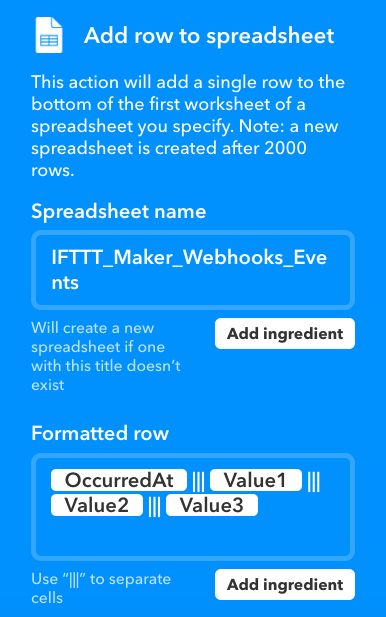 Add row to spreadsheet
This action will add a single row to the
bottom of the first worksheet of a
spreadsheet you specify. Note: a new
spreadsheet is created after 2000
rows.
Spreadsheet name
IFTTT_Maker_Webhooks_Eve
nts
Will create a new
spreadsheet if one
with this title doesn’t
exist
Add ingredient
Formatted row
OccurredAt ||| Value1 |||
Value2 ||| Value3
Use “|||” to separate
cells
Add ingredient